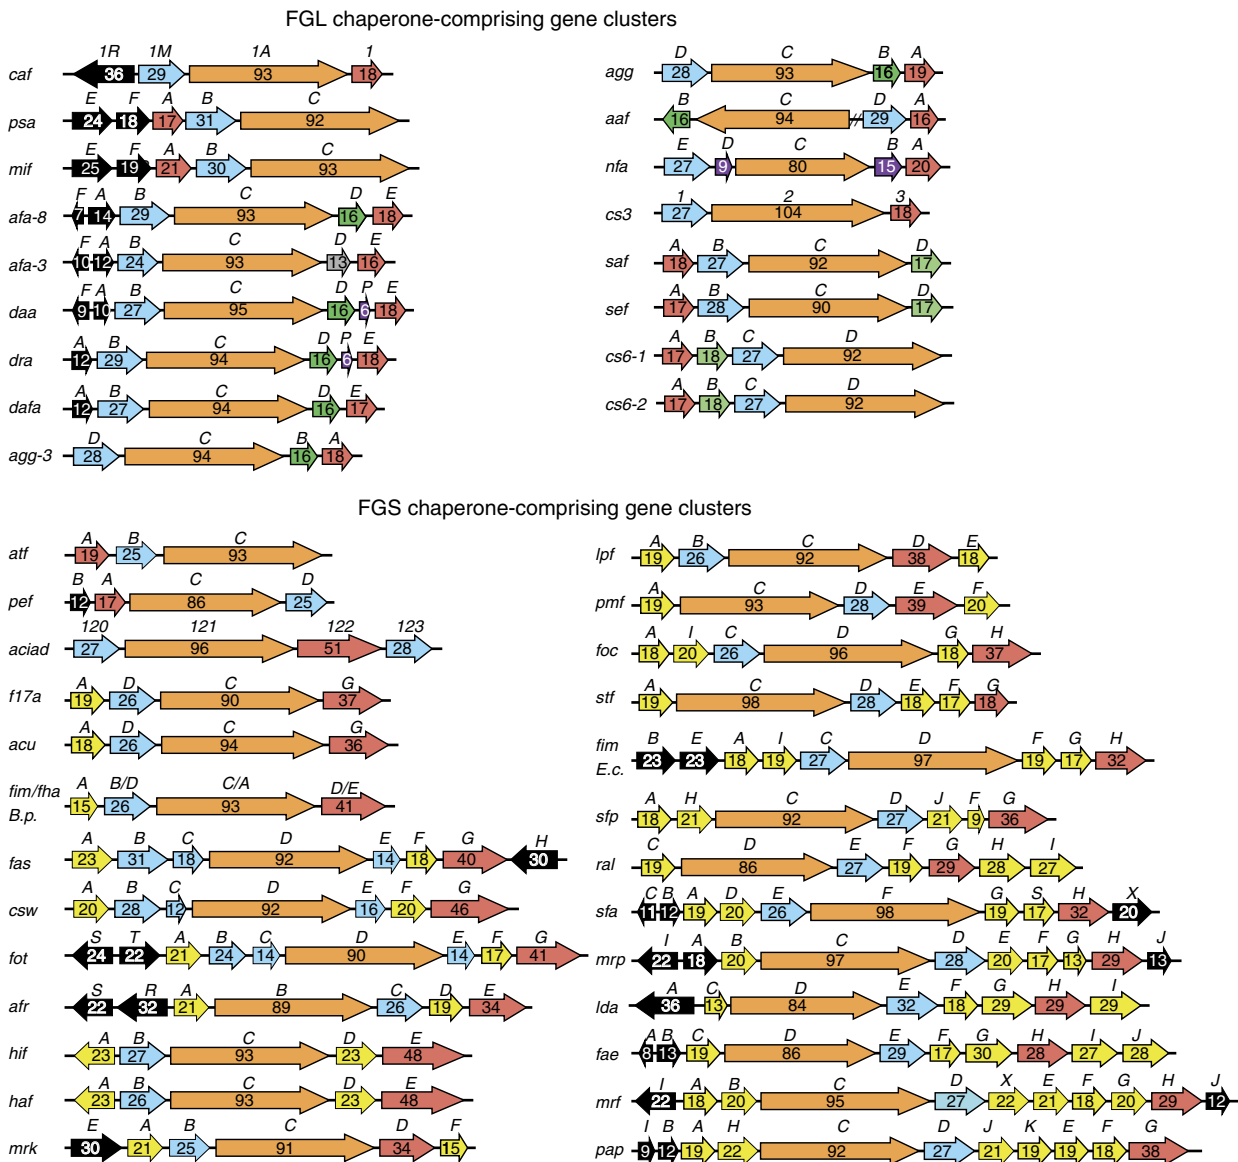 FGL chaperone-comprising gene clusters
1R 1M 1A 1
caf 36 29 93 18
E F A B C
psa 24 18 17 31 92
E F A B C
mif 25 19 21 30 93
F A B C D E
afa-8 7 14 29 93 16 18
F A B C D E
afa-3 10 12 24 93 13 16
F A B C D P E
daa 9 10 27 95 16 6 18
A B C D P E
dra 12 29 94 16 6 18
A B C D E
dafa 12 27 94 16 17
D C B A
agg-3 28 94 16 18
D C B A
agg 28 93 16 19
B C D A
aaf 16 94 29 16
E D C B A
nfa 27 9 80 15 20
1 2 3
cs3 27 104 18
A B C D
saf 18 27 92 17
A B C D
sef 17 28 90 17
A B C D
cs6-1 17 18 27 92
A B C D
cs6-2 17 18 27 92
FGS chaperone-comprising gene clusters
A B C
atf 19 25 93
B A C D
pef 12 17 86 25
120 121 122 123
aciad 27 96 51 28
A D C G
f17a 19 26 90 37
A D C G
acu 18 26 94 36
A B/D C/A D/E
fim/fha B.p. 15 26 93 41
A B C D E F G H
fas 23 31 18 92 14 18 40 30
A B C D E F G
csw 20 28 12 92 16 20 46
S T A B C D E F G
fot 24 22 21 24 14 90 14 17 41
S R A B C D E
afr 22 32 21 89 26 19 34
A B C D E
hif 23 27 93 23 48
A B C D E
haf 23 26 93 23 48
E A B C D F
mrk 30 21 25 91 34 15
A B C D E
lpf 19 26 92 38 18
A C D E F
pmf 19 93 28 39 20
A I C D G H
foc 18 20 26 96 18 37
A C D E F G
stf 19 98 28 18 17 18
B E A I C D F G H
fim E.c. 23 23 18 19 27 97 19 17 32
A H C D J F G
sfp 18 21 92 27 21 9 36
C D E F G H I
ral 19 86 27 19 29 28 27
C B A D E F G S H X
sfa 11 12 19 20 26 98 19 17 32 20
I A B C D E F G H J
mrp 22 18 20 97 28 20 17 13 29 13
A C D E F G H I
lda 36 13 84 32 18 29 29 29
A B C D E F G H I J
fae 8 13 19 86 29 17 30 28 27 28
I A B C D X E F G H J
mrf 22 18 20 95 27 22 21 18 20 29 12
I B A H C D J K E F G
pap 9 12 19 22 92 27 21 19 19 18 38